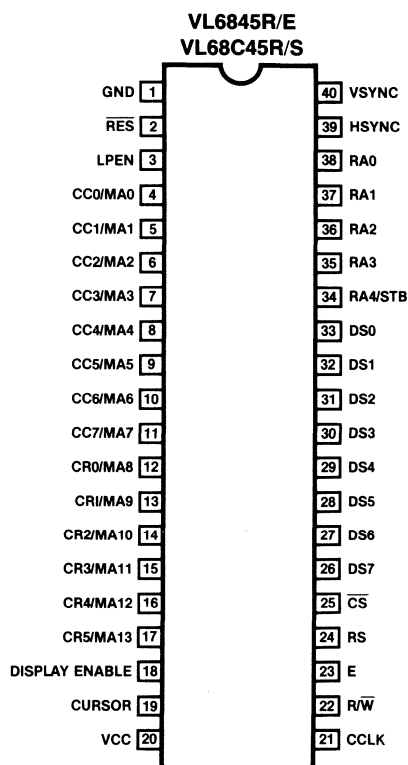 VL6845R/E
VL68C45R/S
GND 1 40 VSYNC
RES 2 39 HSYNC
LPEN 3 38 RA0
CC0/MA0 4 37 RA1
CC1/MA1 5 36 RA2
CC2/MA2 6 35 RA3
CC3/MA3 7 34 RA4/STB
CC4/MA4 8 33 DS0
CC5/MA5 9 32 DS1
CC6/MA6 10 31 DS2
CC7/MA7 11 30 DS3
CR0/MA8 12 29 DS4
CRI/MA9 13 28 DS5
CR2/MA10 14 27 DS6
CR3/MA11 15 26 DS7
CR4/MA12 16 25 CS
CR5/MA13 17 24 RS
DISPLAY ENABLE 18 23 E
CURSOR 19 22 R/W
VCC 20 21 CCLK